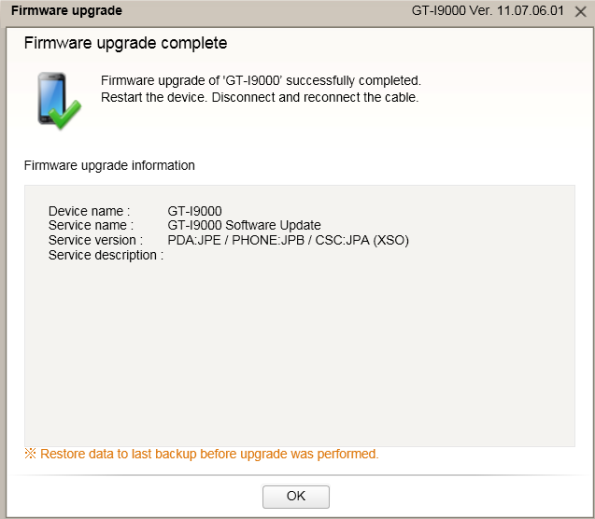 Firmware upgrade GT-I9000 Ver. 11.07.06.01
Firmware upgrade complete
Firmware upgrade of 'GT-I9000' successfully completed.
Restart the device. Disconnect and reconnect the cable.
Firmware upgrade information
Device name : GT-I9000
Service name : GT-I9000 Software Update
Service version : PDA:JPE / PHONE:JPB / CSC:JPA (XSO)
Service description :
※ Restore data to last backup before upgrade was performed.
OK